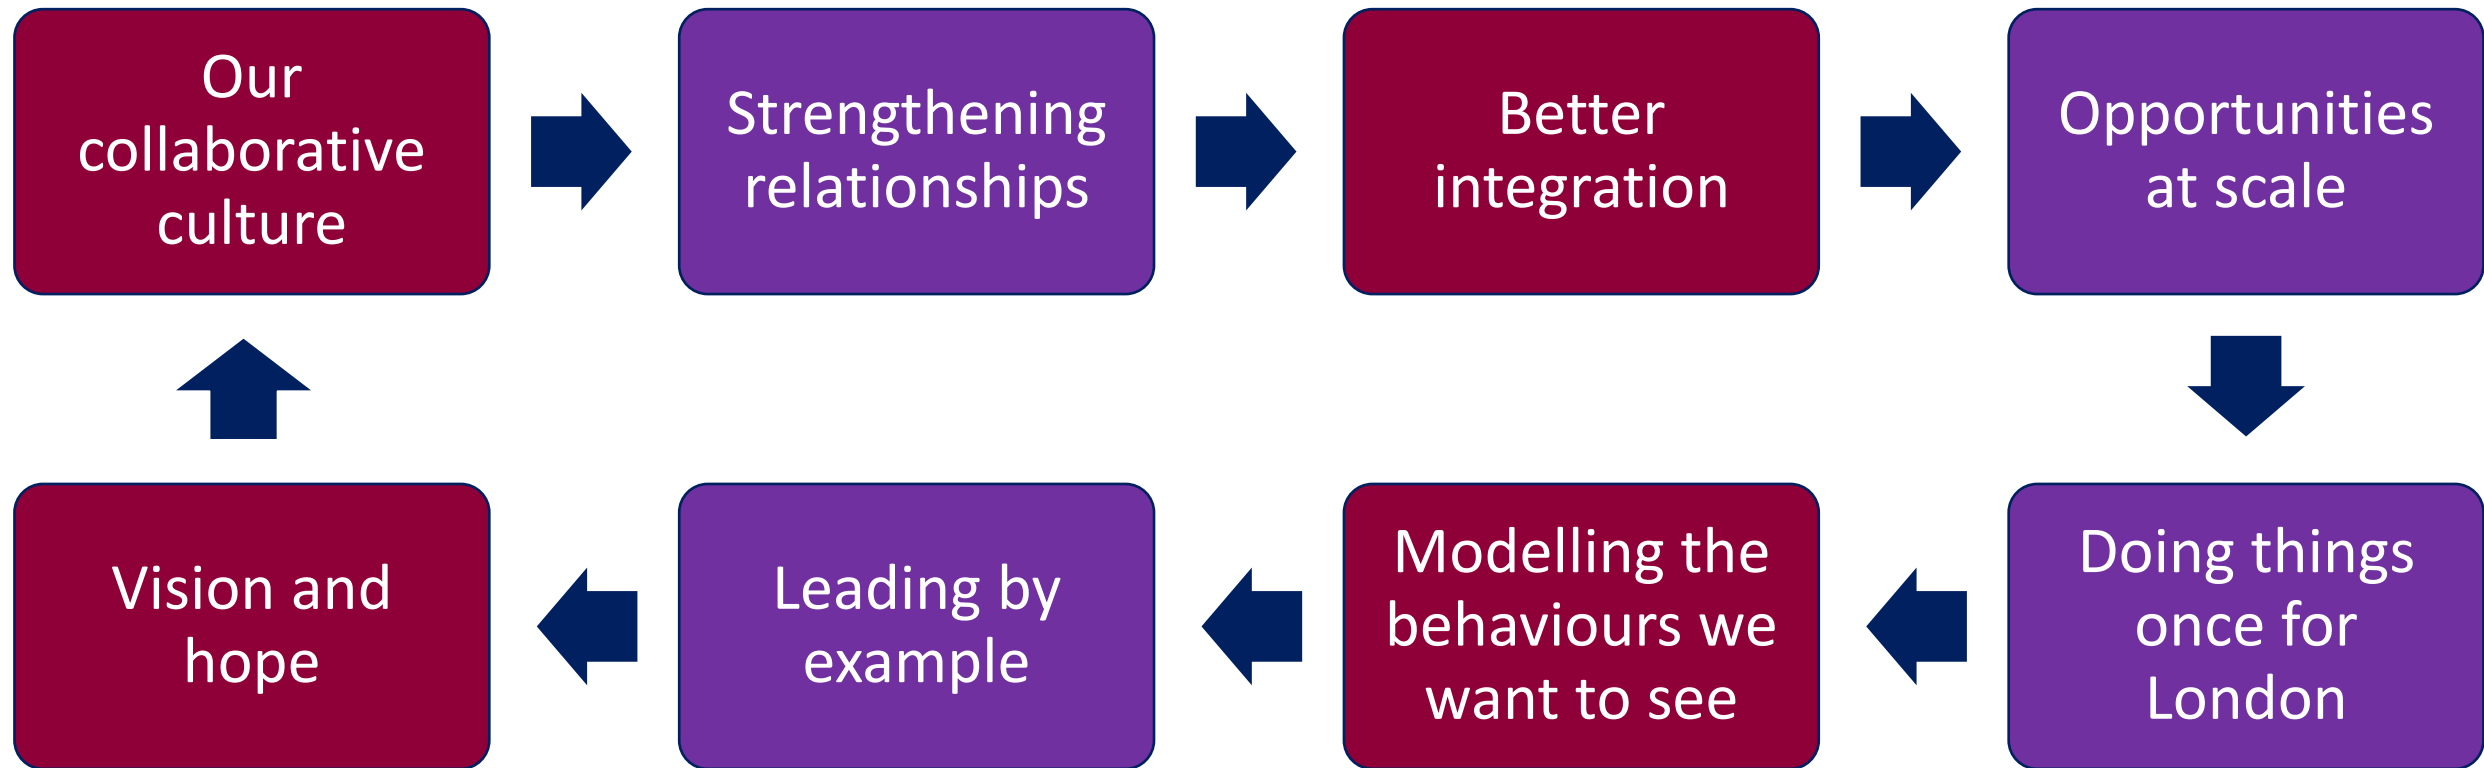 Our
collaborative
culture
Strengthening
relationships
Better
integration
Opportunities
at scale
Doing things
once for
London
Modelling the
behaviours we
want to see
Leading by
example
Vision and
hope